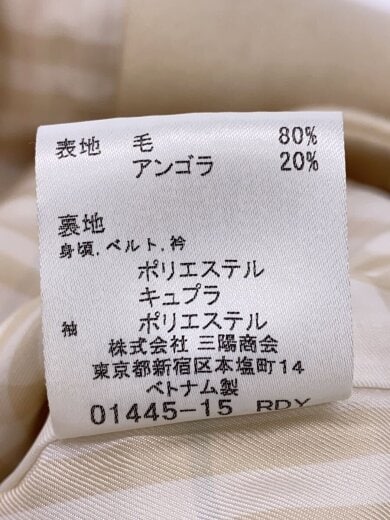 表地 毛 80%
アンゴラ 20%
裏地
身頃,ベルト,衿
ポリエステル
キュプラ
袖 ポリエステル
株式会社 三陽商会
東京都新宿区本塩町14
ベトナム製
01445-15 RDY